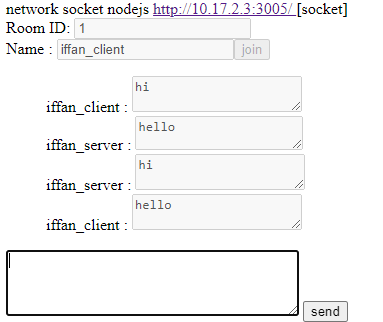 network socket nodejs http://10.17.2.3:3005/ [socket]
Room ID: 1
Name : iffan_client join
iffan_client : hi
iffan_server : hello
iffan_server : hi
iffan_client : hello
send